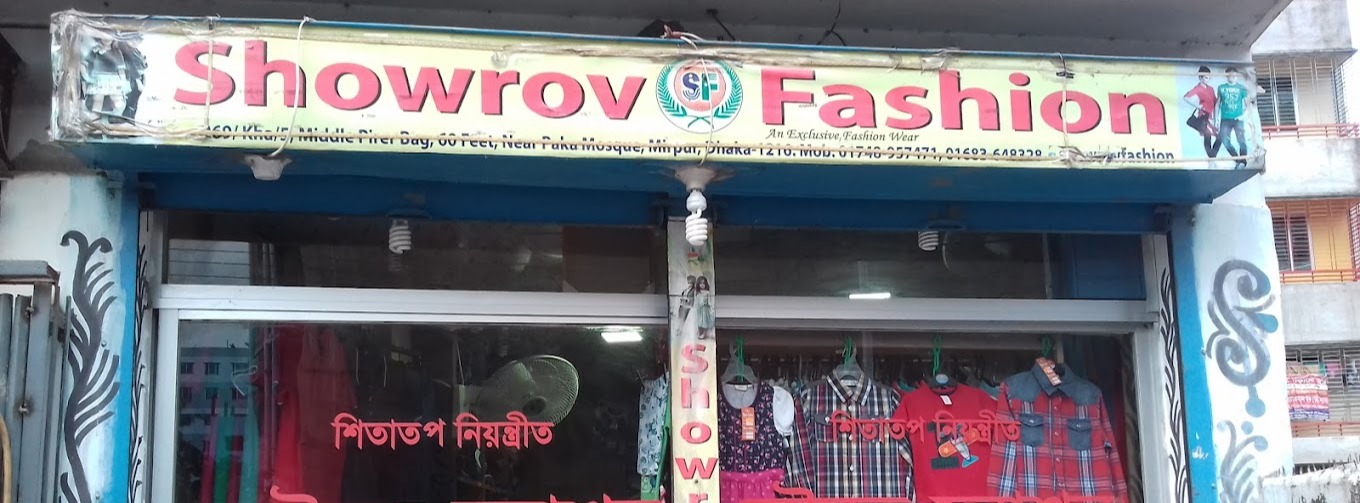 Showrov SF Fashion
An Exclusive, Fashion Wear
Middle Pirer Bag, 60 Feet, Near Paka Mosque, Mirpur, Dhaka-1216. Mob: 01748-957471, 01683-648328
শিতাতপ নিয়ন্ত্রীত
Show
শিতাতপ নিয়ন্ত্রীত